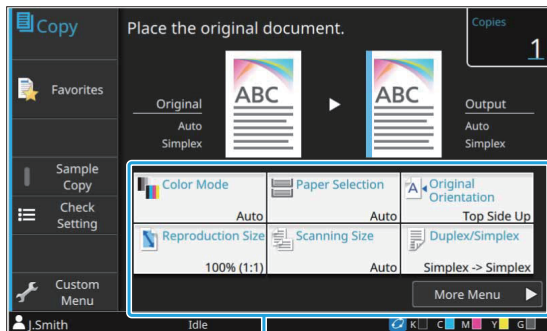 Copy
Place the original document.
Copies
1
Favorites
Original
Auto
Simplex
ABC
ABC
Output
Auto
Simplex
Sample
Copy
Check
Setting
Custom
Menu
Color Mode
Auto
Paper Selection
Auto
A Original
Orientation
Top Side Up
Reproduction Size
100% (1:1)
Scanning Size
Auto
Duplex/Simplex
Simplex -> Simplex
More Menu
J.Smith
Idle
K C M Y G